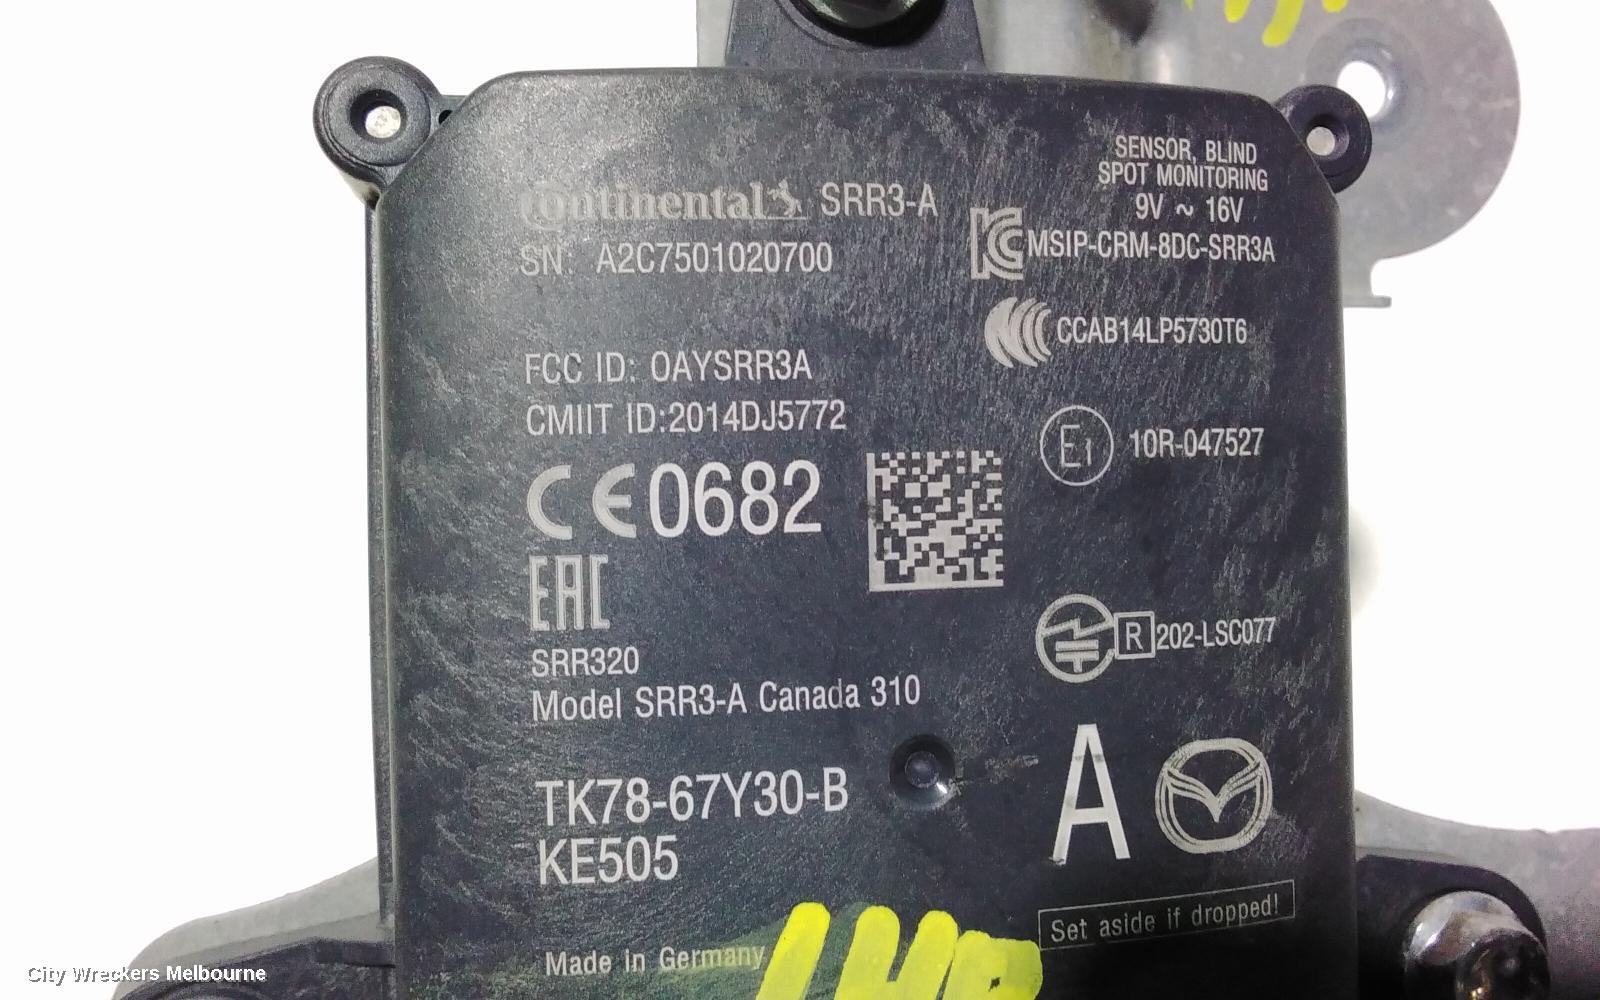 Continental SRR3-A
SN: A2C7501020700
SENSOR, BLIND
SPOT MONITORING
9V ~ 16V
MSIP-CRM-8DC-SRR3A
CCAB14LP5730T6
FCC ID: OAYSRR3A
CMIIT ID:2014DJ5772
CE0682
E1 10R-047527
EAC
SRR320
Model SRR3-A Canada 310
R 202-LSC077
TK78-67Y30-B
KE505
A
Set aside if dropped!
Made in Germany
City Wreckers Melbourne